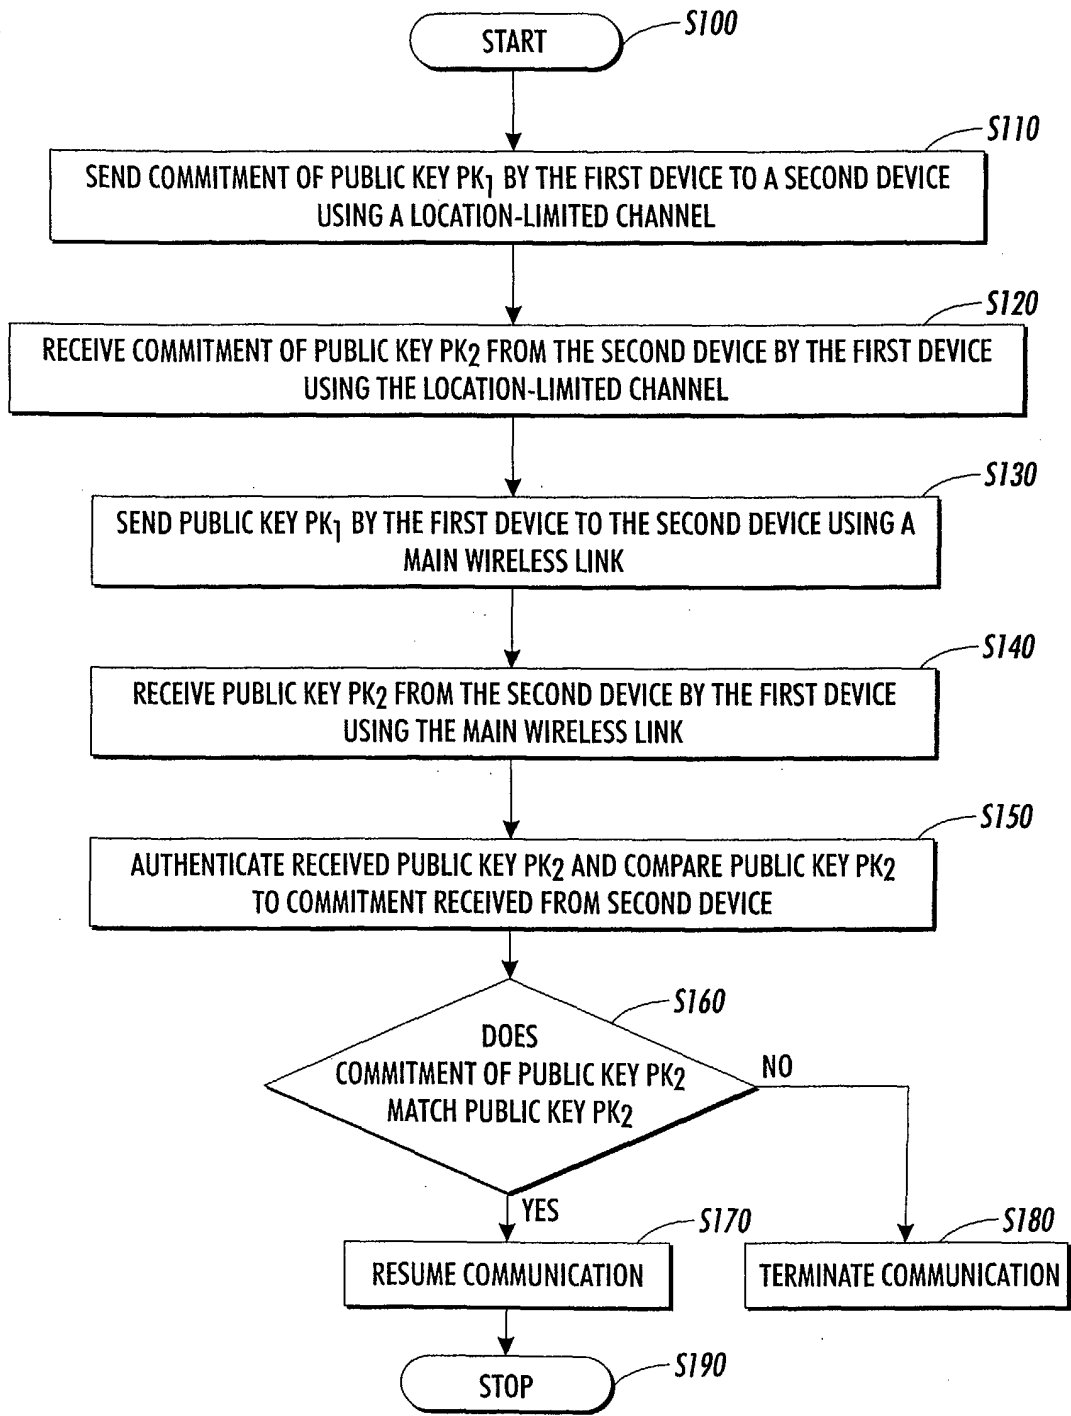 START
S100
S110
SEND COMMITMENT OF PUBLIC KEY PK1 BY THE FIRST DEVICE TO A SECOND DEVICE
USING A LOCATION-LIMITED CHANNEL
S120
RECEIVE COMMITMENT OF PUBLIC KEY PK2 FROM THE SECOND DEVICE BY THE FIRST DEVICE
USING THE LOCATION-LIMITED CHANNEL
S130
SEND PUBLIC KEY PK1 BY THE FIRST DEVICE TO THE SECOND DEVICE USING A
MAIN WIRELESS LINK
S140
RECEIVE PUBLIC KEY PK2 FROM THE SECOND DEVICE BY THE FIRST DEVICE
USING THE MAIN WIRELESS LINK
S150
AUTHENTICATE RECEIVED PUBLIC KEY PK2 AND COMPARE PUBLIC KEY PK2
TO COMMITMENT RECEIVED FROM SECOND DEVICE
S160
DOES
COMMITMENT OF PUBLIC KEY PK2
MATCH PUBLIC KEY PK2
NO
YES
S170
RESUME COMMUNICATION
S180
TERMINATE COMMUNICATION
STOP
S190